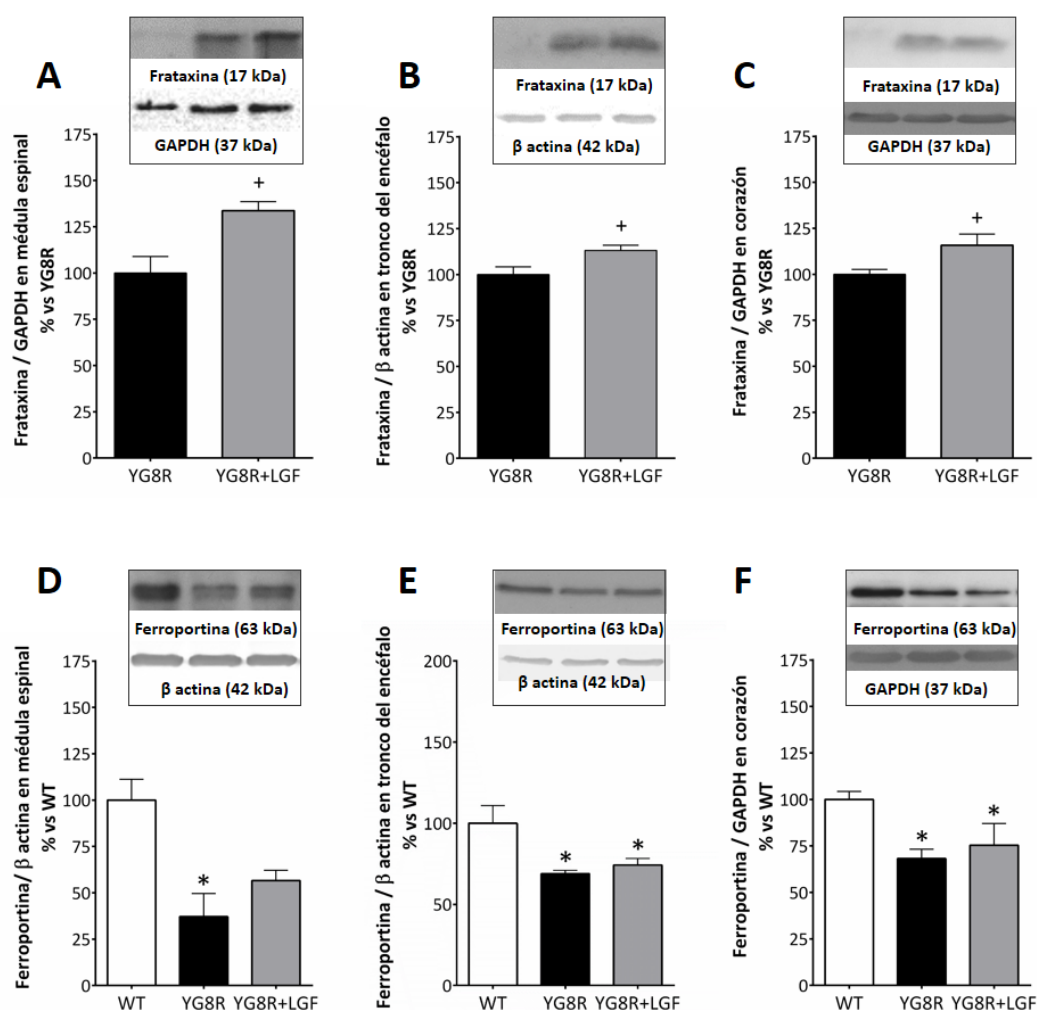 A
Frataxina (17 kDa)
GAPDH (37 kDa)
Frataxina / GAPDH en médula espinal
% vs YG8R
175
150
125
100
75
50
25
0
+
YG8R
YG8R+LGF
B
Frataxina (17 kDa)
β actina (42 kDa)
Frataxina / β actina en tronco del encéfalo
% vs YG8R
175
150
125
100
75
50
25
0
+
YG8R
YG8R+LGF
C
Frataxina (17 kDa)
GAPDH (37 kDa)
Frataxina / GAPDH en corazón
% vs YG8R
175
150
125
100
75
50
25
0
+
YG8R
YG8R+LGF
D
Ferroportina (63 kDa)
β actina (42 kDa)
Ferroportina/ β actina en médula espinal
% vs WT
175
150
125
100
75
50
25
0
*
WT
YG8R
YG8R+LGF
E
Ferroportina (63 kDa)
β actina (42 kDa)
Ferroportina / β actina en tronco del encéfalo
% vs WT
200
150
100
50
0
*
*
WT
YG8R
YG8R+LGF
F
Ferroportina (63 kDa)
GAPDH (37 kDa)
Ferroportina / GAPDH en corazón
% vs WT
175
150
125
100
75
50
25
0
*
*
WT
YG8R
YG8R+LGF